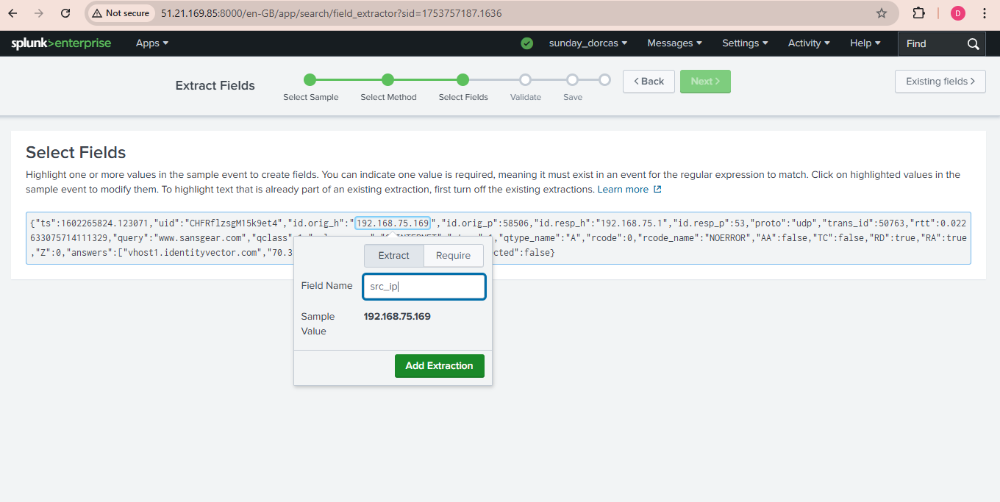 Not secure 51.21.169.85:8000/en-GB/app/search/field_extractor?sid=1753757187.1636 D
splunk>enterprise Apps sunday_dorcas Messages Settings Activity Help Find
Extract Fields Select Sample Select Method Select Fields Validate Save < Back Next > Existing fields >
Select Fields
Highlight one or more values in the sample event to create fields. You can indicate one value is required, meaning it must exist in an event for the regular expression to match. Click on highlighted values in the
sample event to modify them. To highlight text that is already part of an existing extraction, first turn off the existing extractions. Learn more
{"ts":1602265824.123071,"uid":"CHFRflzsgM15k9et4","id.orig_h":"192.168.75.169","id.orig_p":58506,"id.resp_h":"192.168.75.1","id.resp_p":53,"proto":"udp","trans_id":50763,"rtt":0.022
633075714111329,"query":"www.sansgear.com","qclass" 1,"qtype_name":"A","rcode":0,"rcode_name":"NOERROR","AA":false,"TC":false,"RD":true,"RA":true
,"Z":0,"answers":["vhost1.identityvector.com","70.3 ected":false}
Extract Require
Field Name src_ip
Sample 192.168.75.169
Value
Add Extraction